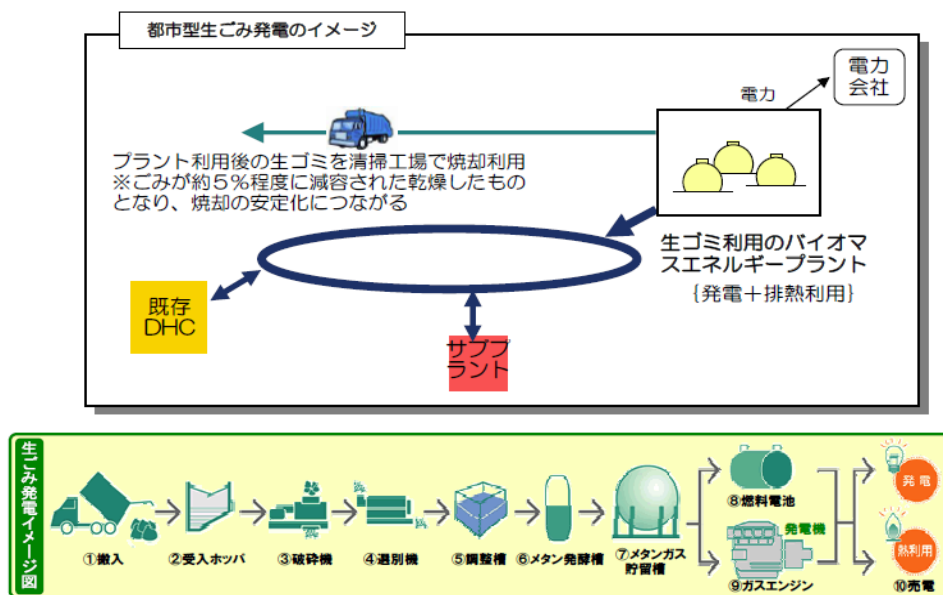 都市型生ごみ発電のイメージ
電力
会社
電力
プラント利用後の生ゴミを清掃工場で焼却利用
※ごみが約５％程度に減容された乾燥したもの
となり、焼却の安定化につながる
生ゴミ利用のバイオマ
スエネルギープラント
{発電＋排熱利用}
既存
DHC
サブプ
ラント
生ごみ発電イメージ図
①搬入
②受入ホッパ
③破砕機
④選別機
⑤調整槽
⑥メタン発酵槽
⑦メタンガス
貯留槽
⑧燃料電池
発電機
⑨ガスエンジン
発電
熱利用
⑩売電